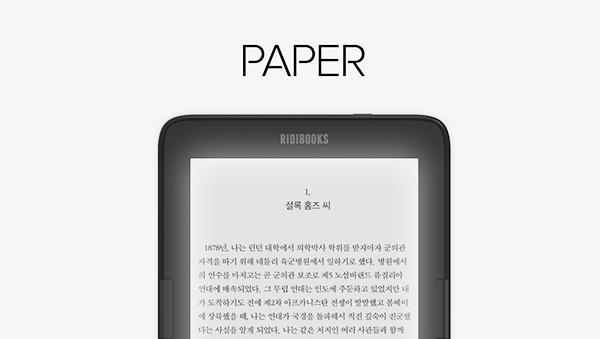 PAPER
RIDIBOOKS
1.
셜록 홈즈 씨
1878년, 나는 런던 대학에서 의학박사 학위를 받자마자 군의관
자격을 따기 위해 네틀리 육군병원에서 일하기로 했다. 병원에서
의 연수를 마치고는 곧 군의관 보조로 제5 노섬버랜드 퓨질리아
연대에 배속되었다. 그 무렵 연대는 인도에 주둔하고 있었지만 내
가 도착하기도 전에 제2차 아프가니스탄 전쟁이 발발했고 봄베이
에 상륙했을 때, 나는 연대가 국경을 돌파해서 적진 깊숙이 진군했
다는 사실을 알게 되었다. 나는 같은 처지인 여러 사관들과 함께